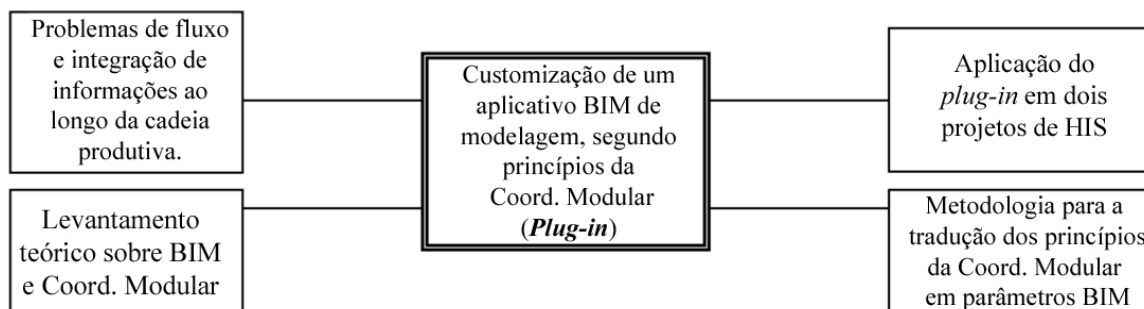 Problemas de fluxo
e integração de
informações ao
longo da cadeia
produtiva.
Levantamento
teórico sobre BIM
e Coord. Modular
Customização de um
aplicativo BIM de
modelagem, segundo
princípios da
Coord. Modular
(Plug-in)
Aplicação do
plug-in em dois
projetos de HIS
Metodologia para a
tradução dos princípios
da Coord. Modular
em parâmetros BIM